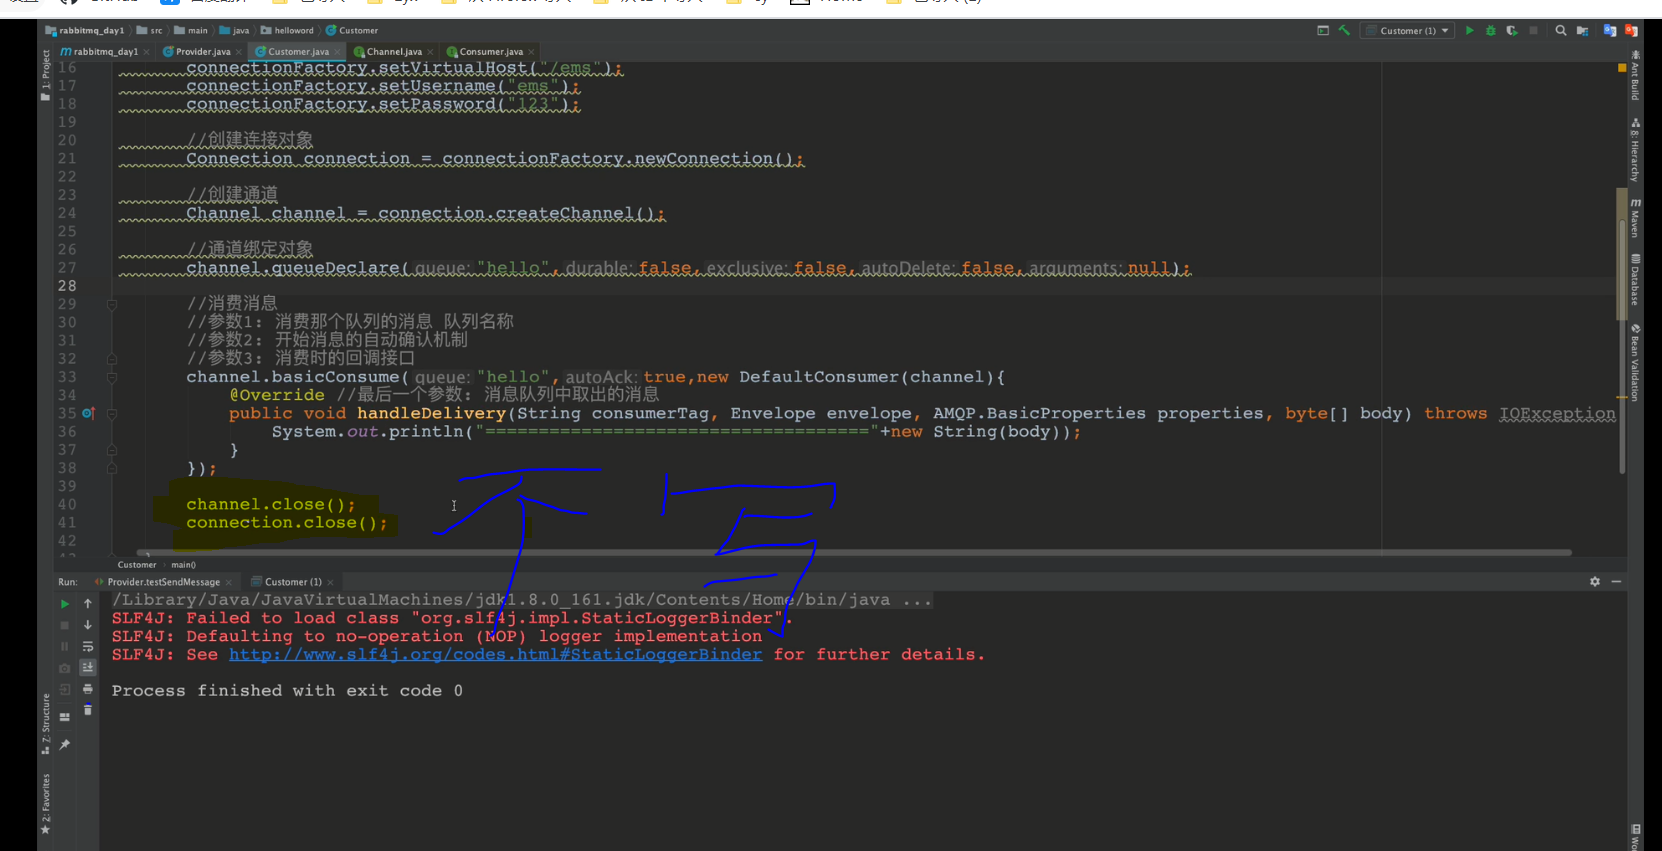 rabbitmq_day1 src main java helloword Customer
Customer (1)
rabbitmq_day1 Provider.java Customer.java Channel.java Consumer.java
1: Project
16 connectionFactory.setVirtualHost("/ems");
17 connectionFactory.setUsername("ems");
18 connectionFactory.setPassword("123");
19
20 //创建连接对象
21 Connection connection = connectionFactory.newConnection();
22
23 //创建通道
24 Channel channel = connection.createChannel();
25
26 //通道绑定对象
27 channel.queueDeclare( queue: "hello", durable: false, exclusive: false, autoDelete: false, arguments: null);
28
29 //消费消息
30 //参数1: 消费那个队列的消息 队列名称
31 //参数2: 开始消息的自动确认机制
32 //参数3: 消费时的回调接口
33 channel.basicConsume( queue: "hello", autoAck: true,new DefaultConsumer(channel){
34 @Override //最后一个参数: 消息队列中取出的消息
35 public void handleDelivery(String consumerTag, Envelope envelope, AMQP.BasicProperties properties, byte[] body) throws IOException
36 System.out.println("===================================="+new String(body));
37 }
38 });
39
40 channel.close();
41 connection.close();
42
不写
Customer main()
Run: Provider.testSendMessage Customer (1)
/Library/Java/JavaVirtualMachines/jdk1.8.0_161.jdk/Contents/Home/bin/java ...
SLF4J: Failed to load class "org.slf4j.impl.StaticLoggerBinder".
SLF4J: Defaulting to no-operation (NOP) logger implementation
SLF4J: See http://www.slf4j.org/codes.html#StaticLoggerBinder for further details.
Process finished with exit code 0
Z: Structure
2: Favorites
Ant Build
8: Hierarchy
Maven
Database
Bean Validation